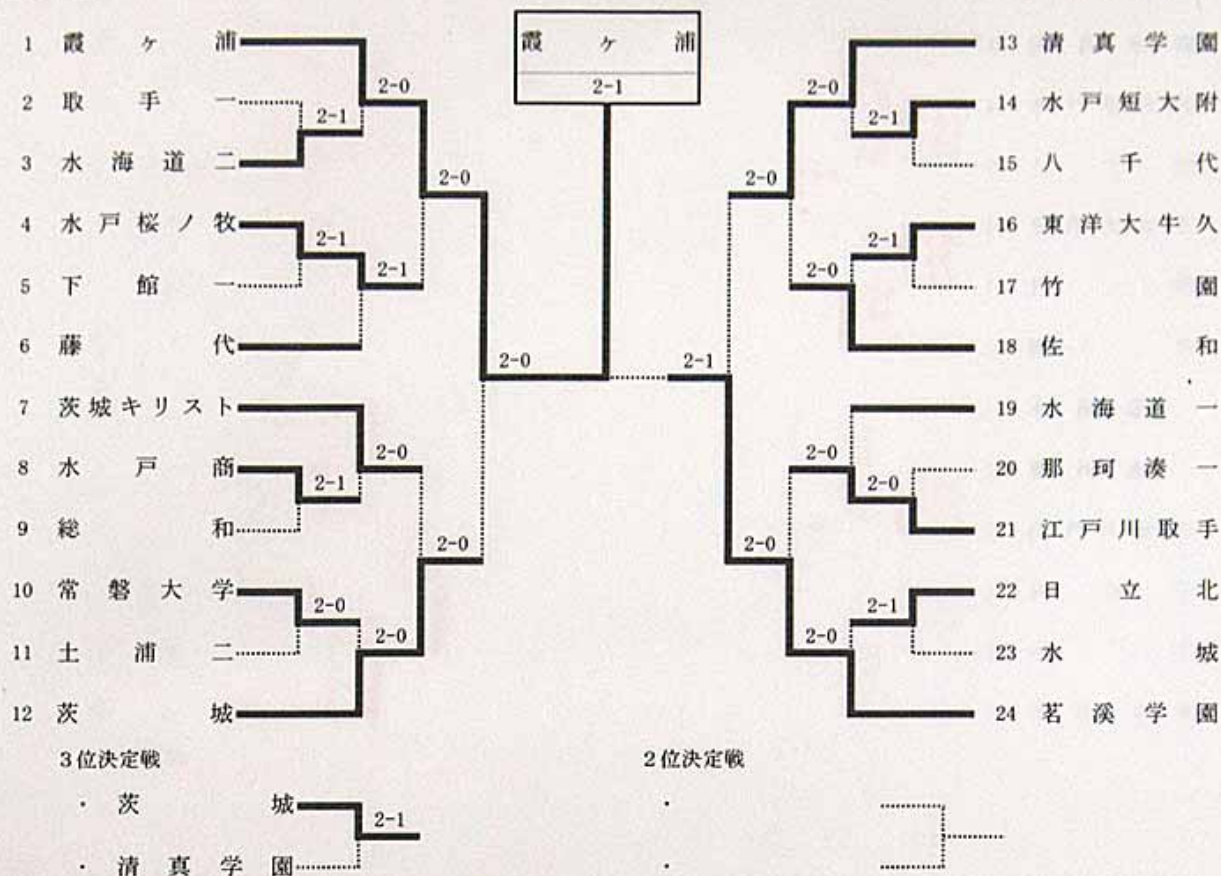 霞ヶ浦
2-1
1 霞ヶ浦
2 取手一
3 水海道二
4 水戸桜ノ牧
5 下館一
6 藤代
7 茨城キリスト
8 水戸商
9 総和
10 常磐大学
11 土浦二
12 茨城
2-0
2-1
2-0
2-1
2-1
2-0
2-0
2-1
2-0
2-0
2-0
13 清真学園
14 水戸短大附
15 八千代
16 東洋大牛久
17 竹園
18 佐和
19 水海道一
20 那珂湊一
21 江戸川取手
22 日立北
23 水城
24 茗溪学園
2-0
2-1
2-0
2-1
2-0
2-1
2-0
2-0
2-0
2-1
2-0
3位決定戦
・ 茨城
2-1
・ 清真学園
2位決定戦
・
・